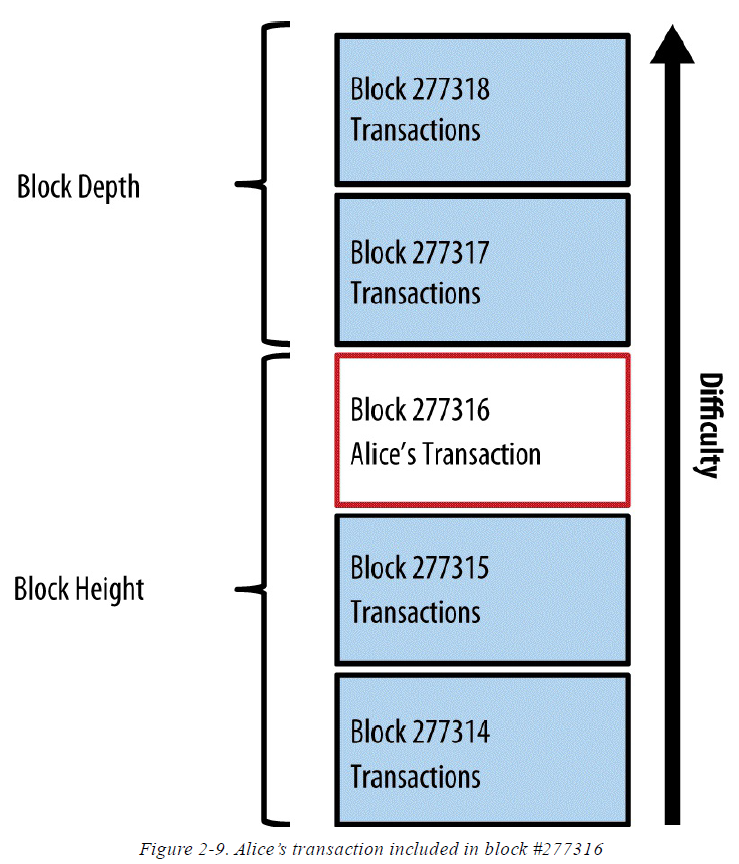 Block 277318
Transactions
Block Depth
Block 277317
Transactions
Block 277316
Alice’s Transaction
Difficulty
Block 277315
Transactions
Block Height
Block 277314
Transactions
Figure 2-9. Alice’s transaction included in block #277316